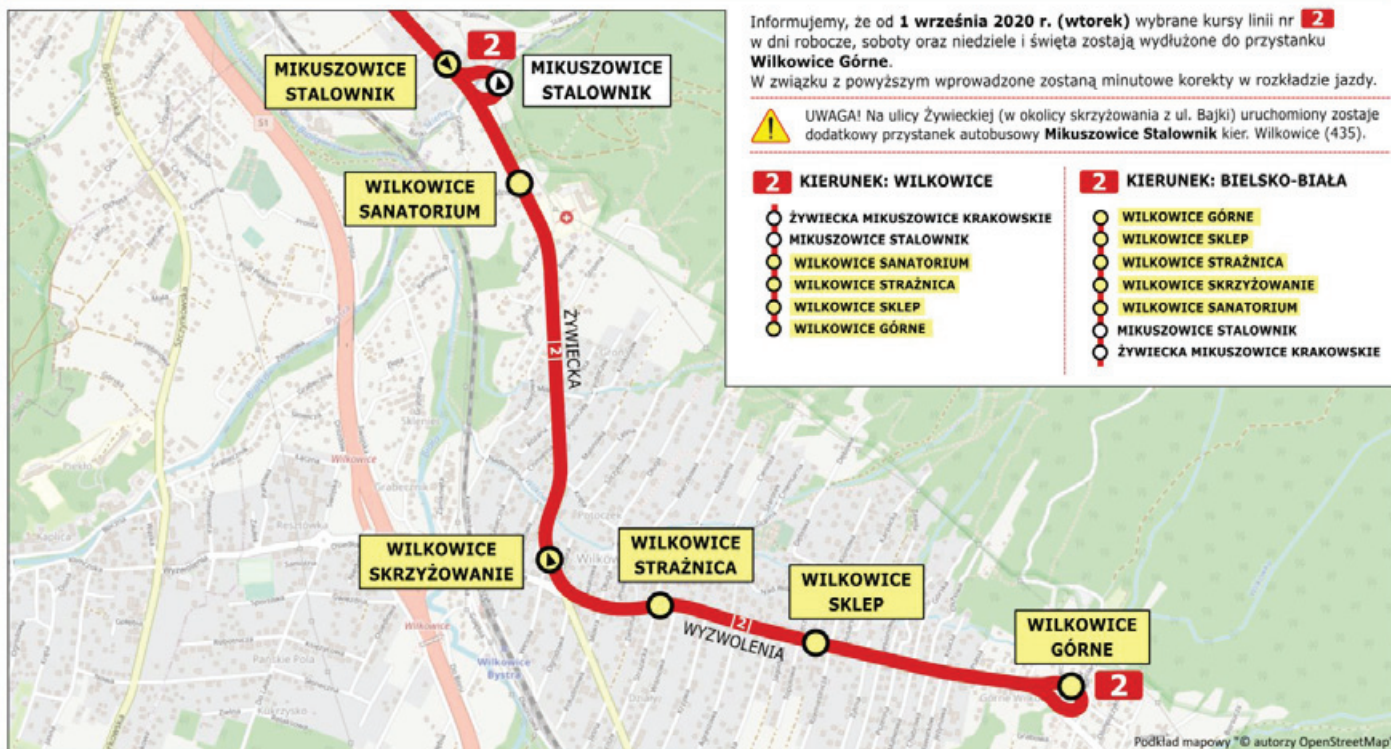 Informujemy, że od 1 września 2020 r. (wtorek) wybrane kursy linii nr 2
w dni robocze, soboty oraz niedziele i święta zostają wydłużone do przystanku
Wilkowice Górne.
W związku z powyższym wprowadzone zostaną minutowe korekty w rozkładzie jazdy.
UWAGA! Na ulicy Żywieckiej (w okolicy skrzyżowania z ul. Bajki) uruchomiony zostaje
dodatkowy przystanek autobusowy Mikuszowice Stalownik kier. Wilkowice (435).
2 KIERUNEK: WILKOWICE
ŻYWIECKA MIKUSZOWICE KRAKOWSKIE
MIKUSZOWICE STALOWNIK
WILKOWICE SANATORIUM
WILKOWICE STRAŻNICA
WILKOWICE SKLEP
WILKOWICE GÓRNE
2 KIERUNEK: BIELSKO-BIAŁA
WILKOWICE GÓRNE
WILKOWICE SKLEP
WILKOWICE STRAŻNICA
WILKOWICE SKRZYŻOWANIE
WILKOWICE SANATORIUM
MIKUSZOWICE STALOWNIK
ŻYWIECKA MIKUSZOWICE KRAKOWSKIE
2
MIKUSZOWICE
STALOWNIK
MIKUSZOWICE
STALOWNIK
S1
WILKOWICE
SANATORIUM
ŻYWIECKA
2
Wilkowice
WILKOWICE
SKRZYŻOWANIE
WILKOWICE
STRAŻNICA
WILKOWICE
SKLEP
2
WYZWOLENIA
WILKOWICE
GÓRNE
2
Wilkowice
Bystra
Pańskie Pola
Podkład mapowy "© autorzy OpenStreetMap"